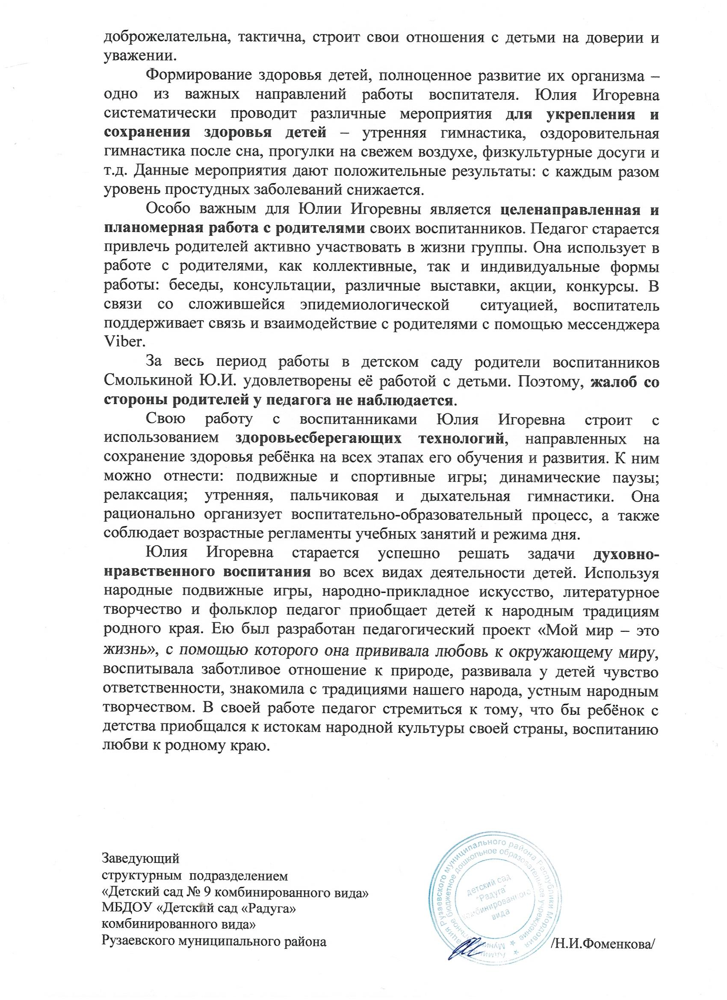 доброжелательна, тактична, строит свои отношения с детьми на доверии и
уважении.
Формирование здоровья детей, полноценное развитие их организма –
одно из важных направлений работы воспитателя. Юлия Игоревна
систематически проводит различные мероприятия для укрепления и
сохранения здоровья детей – утренняя гимнастика, оздоровительная
гимнастика после сна, прогулки на свежем воздухе, физкультурные досуги и
т.д. Данные мероприятия дают положительные результаты: с каждым разом
уровень простудных заболеваний снижается.
Особо важным для Юлии Игоревны является целенаправленная и
планомерная работа с родителями своих воспитанников. Педагог старается
привлечь родителей активно участвовать в жизни группы. Она использует в
работе с родителями, как коллективные, так и индивидуальные формы
работы: беседы, консультации, различные выставки, акции, конкурсы. В
связи со сложившейся эпидемиологической ситуацией, воспитатель
поддерживает связь и взаимодействие с родителями с помощью мессенджера
Viber.
За весь период работы в детском саду родители воспитанников
Смолькиной Ю.И. удовлетворены её работой с детьми. Поэтому, жалоб со
стороны родителей у педагога не наблюдается.
Свою работу с воспитанниками Юлия Игоревна строит с
использованием здоровьесберегающих технологий, направленных на
сохранение здоровья ребёнка на всех этапах его обучения и развития. К ним
можно отнести: подвижные и спортивные игры; динамические паузы;
релаксация; утренняя, пальчиковая и дыхательная гимнастики. Она
рационально организует воспитательно-образовательный процесс, а также
соблюдает возрастные регламенты учебных занятий и режима дня.
Юлия Игоревна старается успешно решать задачи духовно-
нравственного воспитания во всех видах деятельности детей. Используя
народные подвижные игры, народно-прикладное искусство, литературное
творчество и фольклор педагог приобщает детей к народным традициям
родного края. Ею был разработан педагогический проект «Мой мир – это
жизнь», с помощью которого она прививала любовь к окружающему миру,
воспитывала заботливое отношение к природе, развивала у детей чувство
ответственности, знакомила с традициями нашего народа, устным народным
творчеством. В своей работе педагог стремиться к тому, что бы ребёнок с
детства приобщался к истокам народной культуры своей страны, воспитанию
любви к родному краю.
Заведующий
структурным подразделением
«Детский сад № 9 комбинированного вида»
МБДОУ «Детский сад «Радуга»
комбинированного вида»
Рузаевского муниципального района
/Н.И.Фоменкова/
Рузаевского муниципального района Республики Мордовия
бюджетное дошкольное образовательное учреждение
детский сад
"Радуга"
комбинированного
вида